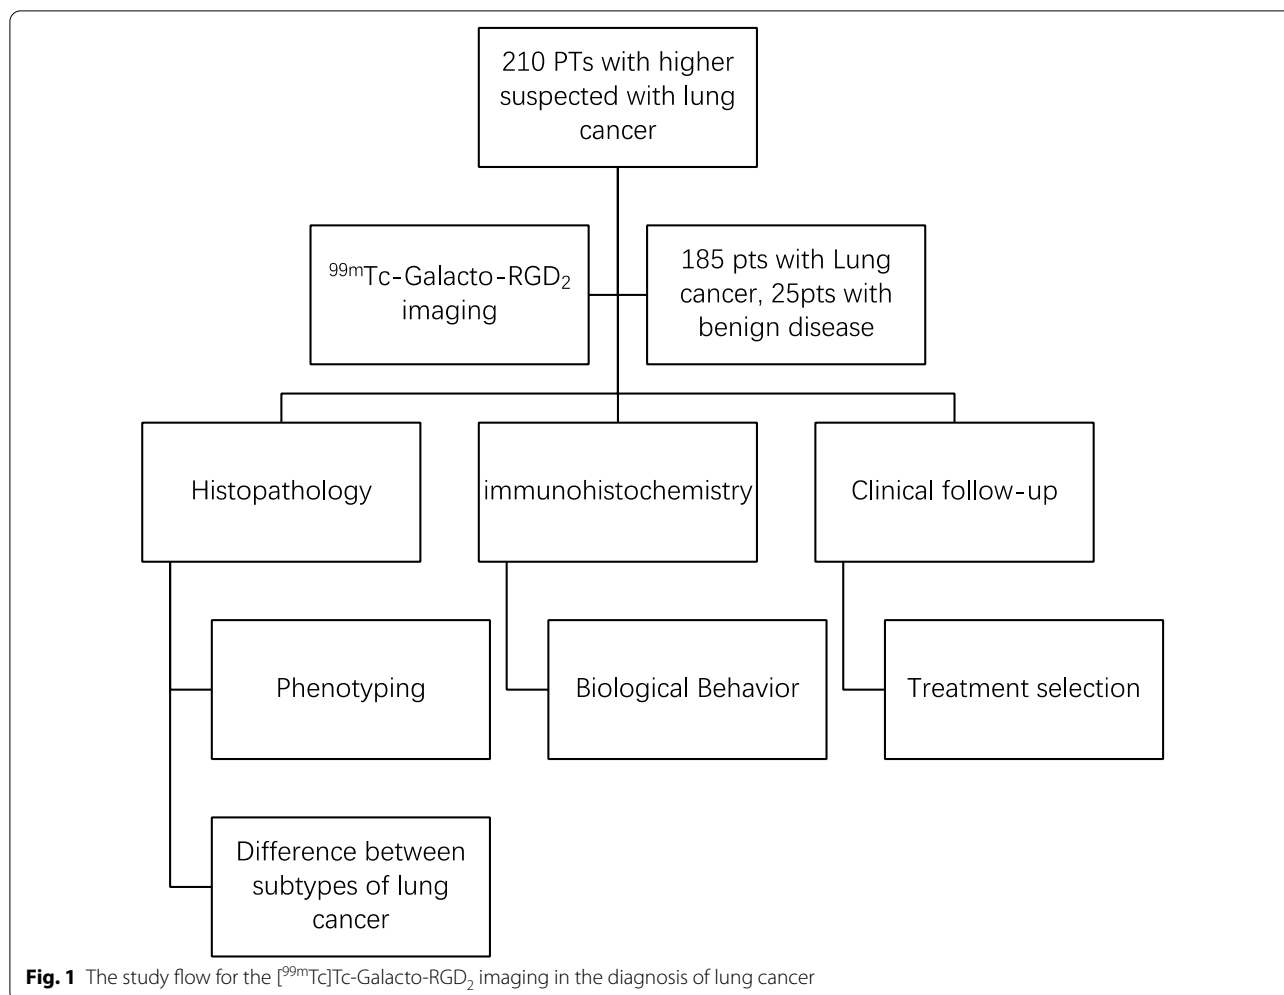 210 PTs with higher
suspected with lung
cancer
⁹⁹ᵐTc-Galacto-RGD₂
imaging
185 pts with Lung
cancer, 25pts with
benign disease
Histopathology
immunohistochemistry
Clinical follow-up
Phenotyping
Biological Behavior
Treatment selection
Difference between
subtypes of lung
cancer
Fig. 1 The study flow for the [⁹⁹ᵐTc]Tc-Galacto-RGD₂ imaging in the diagnosis of lung cancer